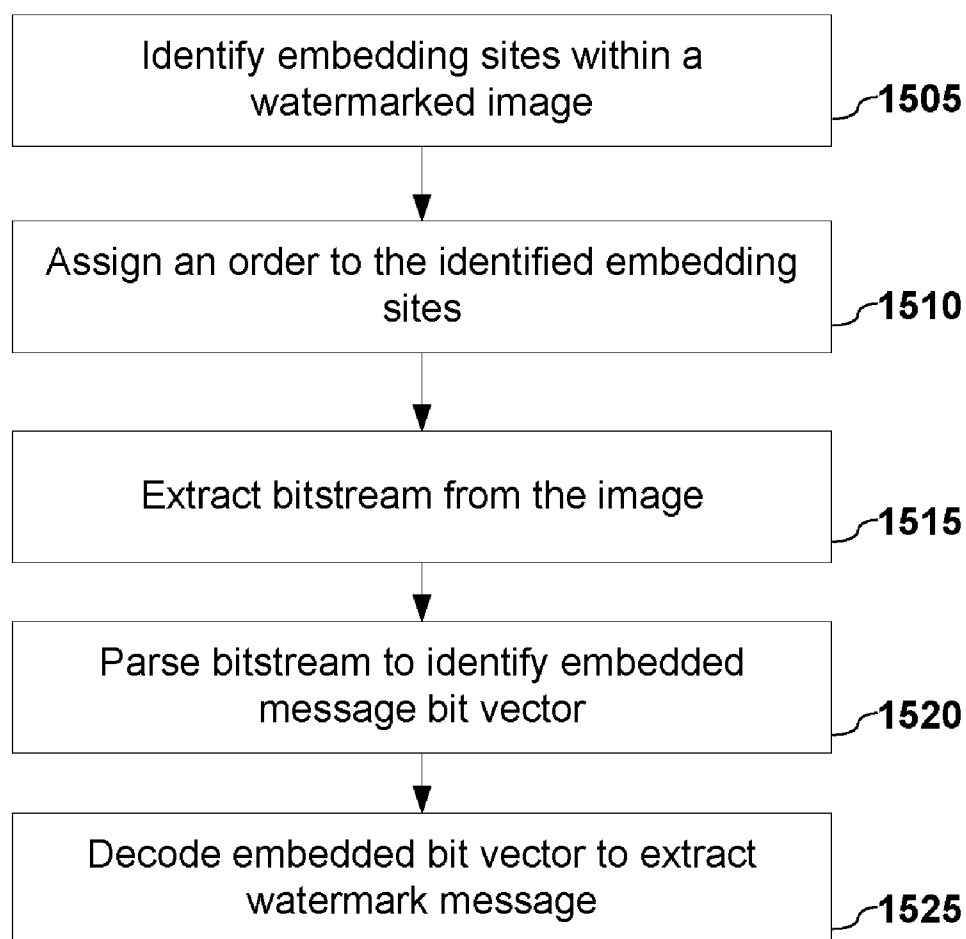 Identify embedding sites within a
watermarked image
1505
Assign an order to the identified embedding
sites
1510
Extract bitstream from the image
1515
Parse bitstream to identify embedded
message bit vector
1520
Decode embedded bit vector to extract
watermark message
1525